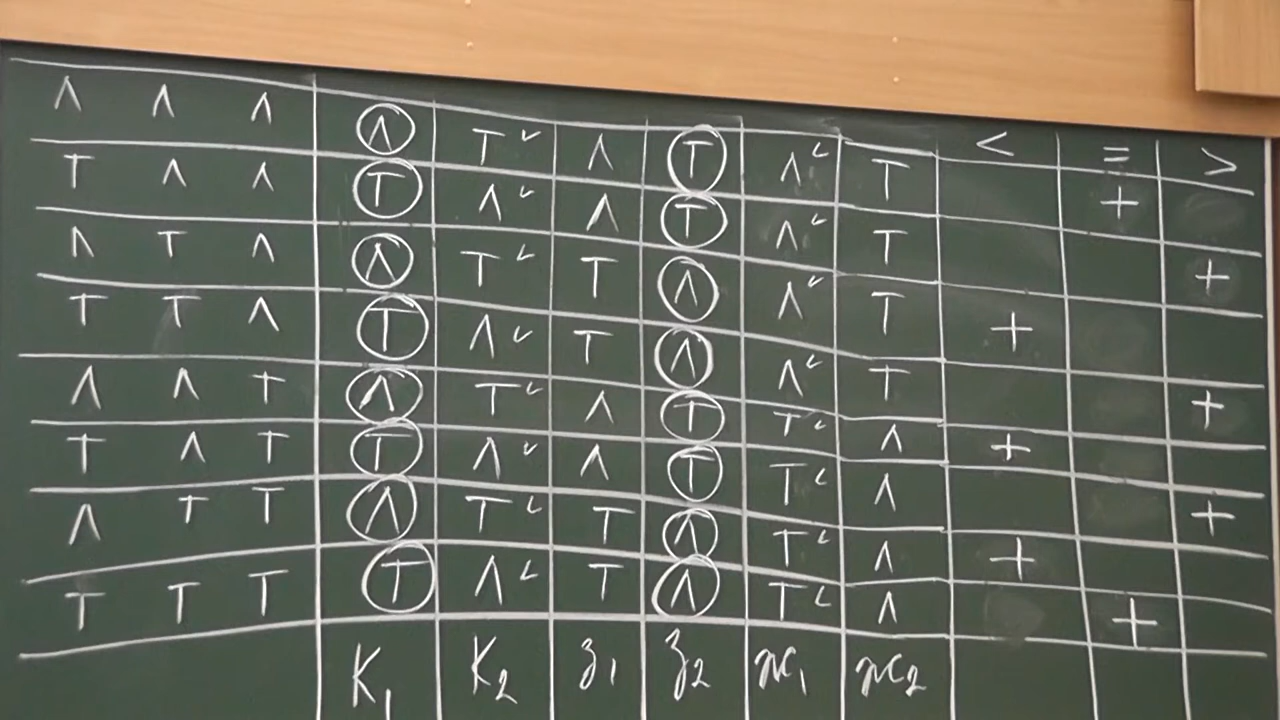 < = >
Л Л Л Л Т✓ Л Т Л✓ Т +
Т Л Л Т Л✓ Л Т Л✓ Т +
Л Т Л Л Т✓ Т Л Л✓ Т +
Т Т Л Т Л✓ Т Л Л✓ Т +
Л Л Т Л Т✓ Л Т Т✓ Л +
Т Л Т Т Л✓ Л Т Т✓ Л +
Л Т Т Л Т✓ Т Л Т✓ Л +
Т Т Т Т Л✓ Т Л Т✓ Л +
К₁ К₂ з₁ з₂ ж₁ ж₂